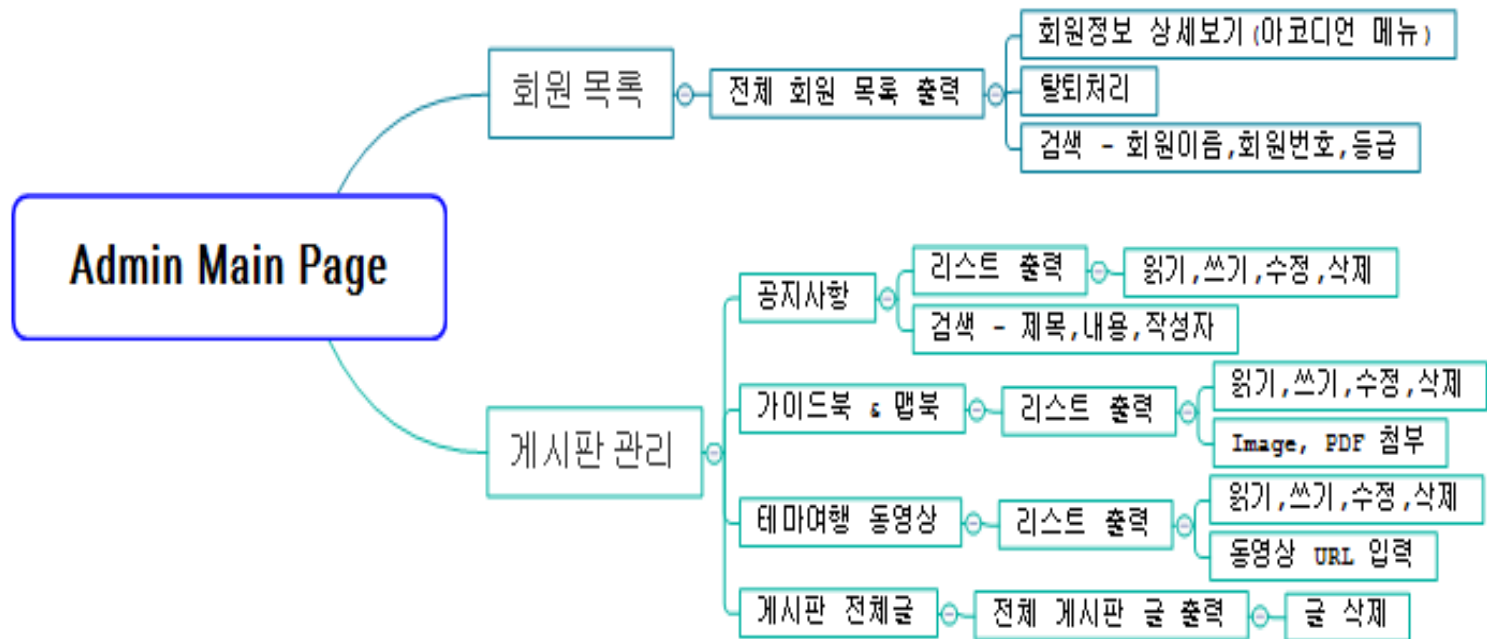 Admin Main Page
회원 목록
전체 회원 목록 출력
회원정보 상세보기(아코디언 메뉴)
탈퇴처리
검색 - 회원이름,회원번호,등급
게시판 관리
공지사항
리스트 출력
읽기,쓰기,수정,삭제
검색 - 제목,내용,작성자
가이드북 & 맵북
리스트 출력
읽기,쓰기,수정,삭제
Image, PDF 첨부
테마여행 동영상
리스트 출력
읽기,쓰기,수정,삭제
동영상 URL 입력
게시판 전체글
전체 게시판 글 출력
글 삭제